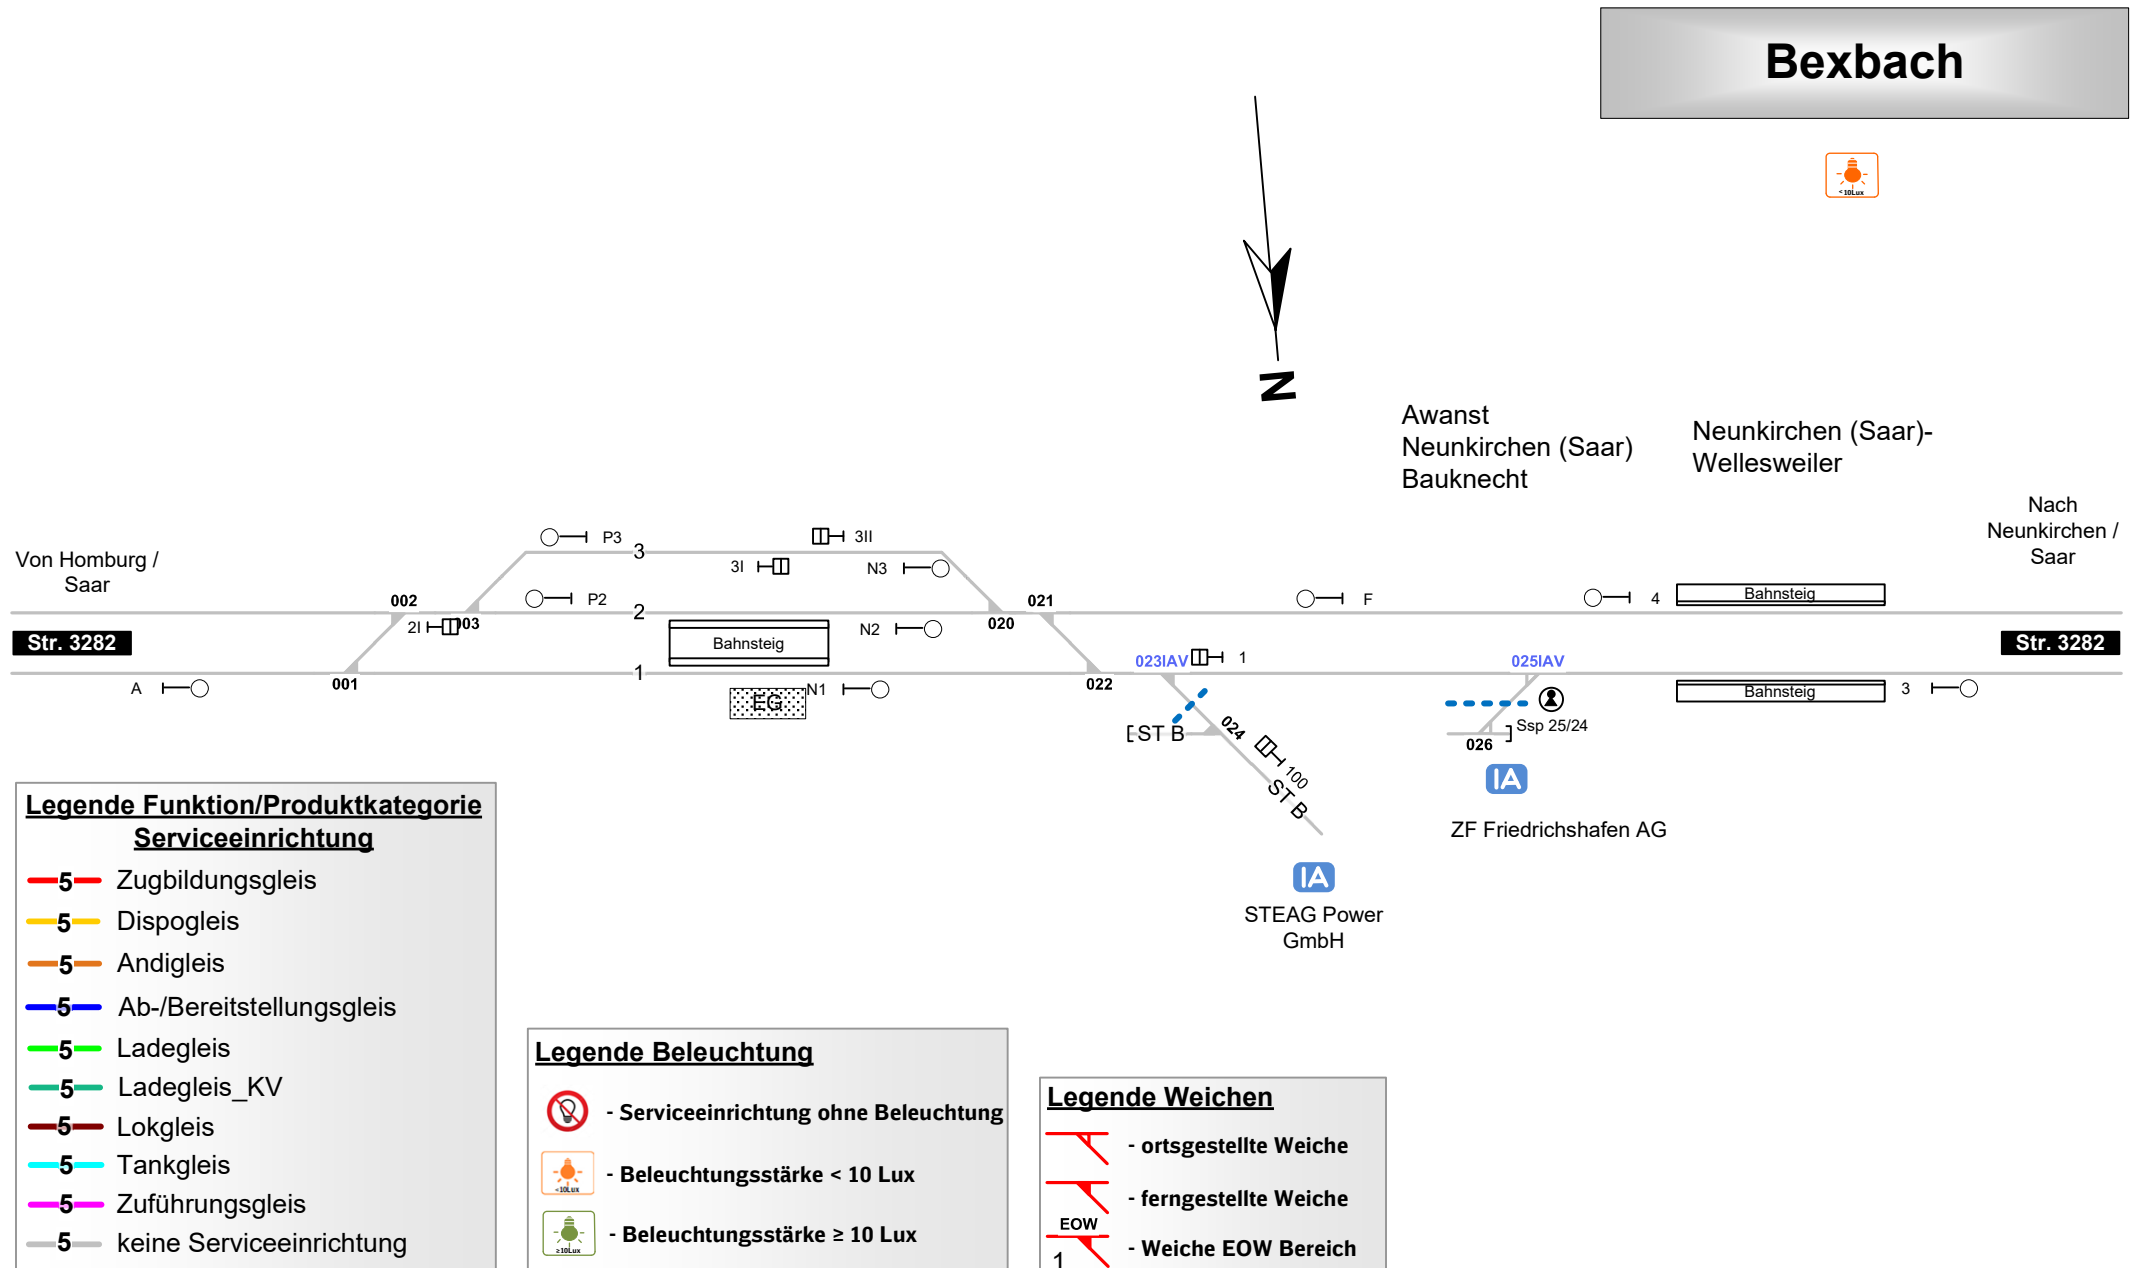 Bexbach
<10Lux
N
Awanst
Neunkirchen (Saar)
Bauknecht
Neunkirchen (Saar)-
Wellesweiler
Nach
Neunkirchen /
Saar
Von Homburg /
Saar
P3
3
3II
3I
N3
002
P2
2
021
F
4
Bahnsteig
2I
003
Bahnsteig
N2
020
Str. 3282
Str. 3282
1
023IAV
1
025IAV
A
001
EG
N1
022
Bahnsteig
3
ST B
024
100
ST B
026
Ssp 25/24
IA
ZF Friedrichshafen AG
IA
STEAG Power
GmbH
Legende Funktion/Produktkategorie
Serviceeinrichtung
5 Zugbildungsgleis
5 Dispogleis
5 Andigleis
5 Ab-/Bereitstellungsgleis
5 Ladegleis
5 Ladegleis_KV
5 Lokgleis
5 Tankgleis
5 Zuführungsgleis
5 keine Serviceeinrichtung
Legende Beleuchtung
- Serviceeinrichtung ohne Beleuchtung
<10Lux - Beleuchtungsstärke < 10 Lux
≥10Lux - Beleuchtungsstärke ≥ 10 Lux
Legende Weichen
- ortsgestellte Weiche
- ferngestellte Weiche
EOW
1 - Weiche EOW Bereich